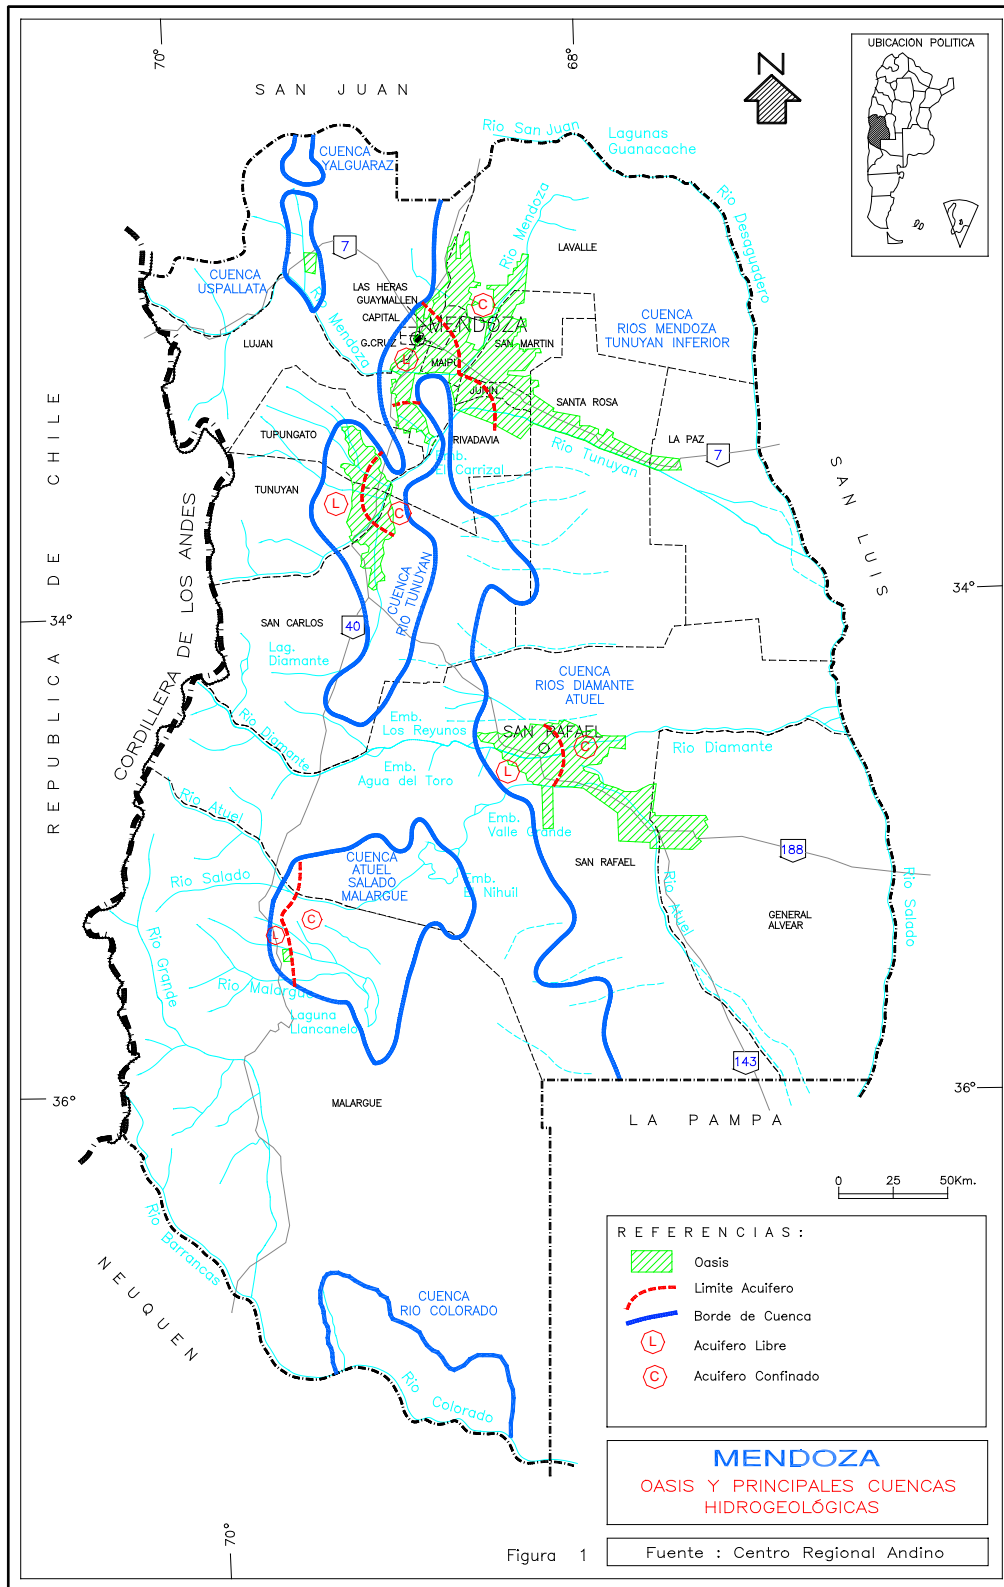 70°
68°
UBICACION POLITICA
N
SAN JUAN
Rio San Juan
Lagunas
Guanacache
CUENCA
YALGUARAZ
Rio Desaguadero
Rio Mendoza
LAVALLE
7
CUENCA
USPALLATA
LAS HERAS
GUAYMALLEN
CAPITAL
C
MENDOZA
CUENCA
RIOS MENDOZA
TUNUYAN INFERIOR
Rio Mendoza
LUJAN
G.CRUZ
SAN MARTIN
L
MAIPU
JUNIN
SANTA ROSA
TUPUNGATO
RIVADAVIA
LA PAZ
7
Rio Tunuyan
Emb.
El Carrizal
TUNUYAN
L
C
SAN LUIS
REPUBLICA DE CHILE
CORDILLERA DE LOS ANDES
CUENCA
RIO TUNUYAN
34°
34°
SAN CARLOS
40
Lag.
Diamante
CUENCA
RIOS DIAMANTE
ATUEL
Rio Diamante
Emb.
Los Reyunos
SAN RAFAEL
C
Rio Diamante
Emb.
Agua del Toro
L
Rio Atuel
Emb.
Valle Grande
188
CUENCA
ATUEL
SALADO
MALARGUE
SAN RAFAEL
Rio Salado
Emb.
El Nihuil
Rio Atuel
Rio Salado
GENERAL
ALVEAR
C
L
Rio Grande
Rio Malargue
Laguna
Llancanelo
143
36°
36°
MALARGUE
LA PAMPA
0 25 50Km.
Rio Barrancas
NEUQUEN
CUENCA
RIO COLORADO
Rio Colorado
REFERENCIAS:
Oasis
Limite Acuifero
Borde de Cuenca
L Acuifero Libre
C Acuifero Confinado
MENDOZA
OASIS Y PRINCIPALES CUENCAS
HIDROGEOLÓGICAS
70°
Figura 1
Fuente : Centro Regional Andino